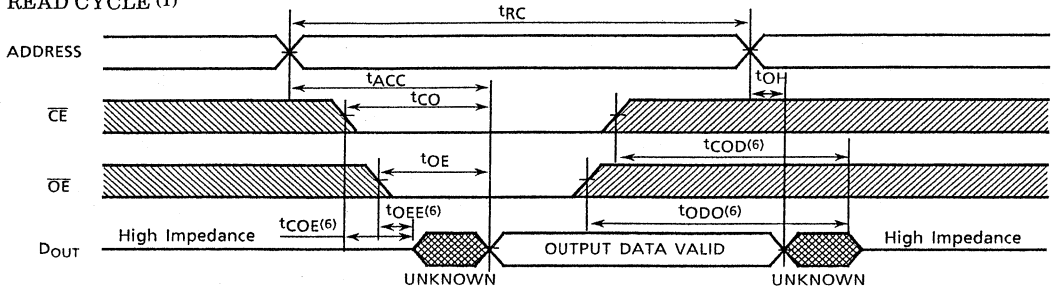 READ CYCLE (1)
tRC
ADDRESS
tACC
tOH
tCO
CE
tCOD(6)
tOE
OE
tOEE(6)
tODO(6)
tCOE(6)
High Impedance
OUTPUT DATA VALID
High Impedance
DOUT
UNKNOWN
UNKNOWN